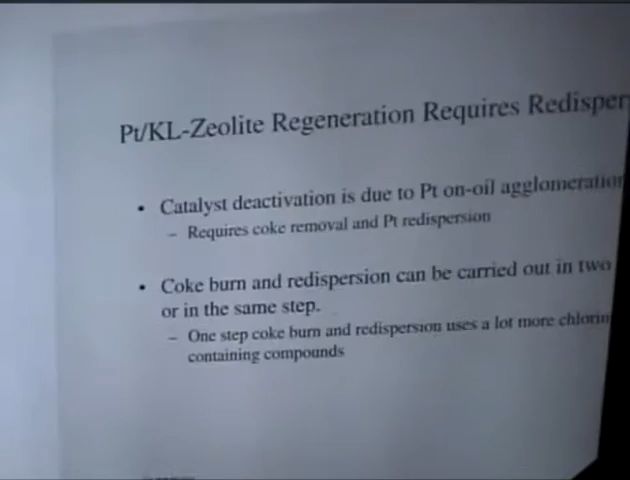 Pt/KL-Zeolite Regeneration Requires Redisper
• Catalyst deactivation is due to Pt on-oil agglomeration
– Requires coke removal and Pt redispersion
• Coke burn and redispersion can be carried out in two
or in the same step.
– One step coke burn and redispersion uses a lot more chlorin
containing compounds